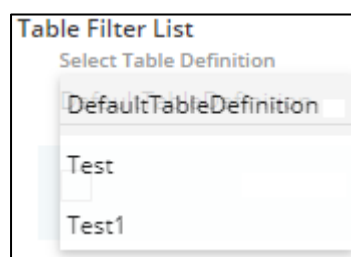 Table Filter List
Select Table Definition
DefaultTableDefinition
Test
Test1